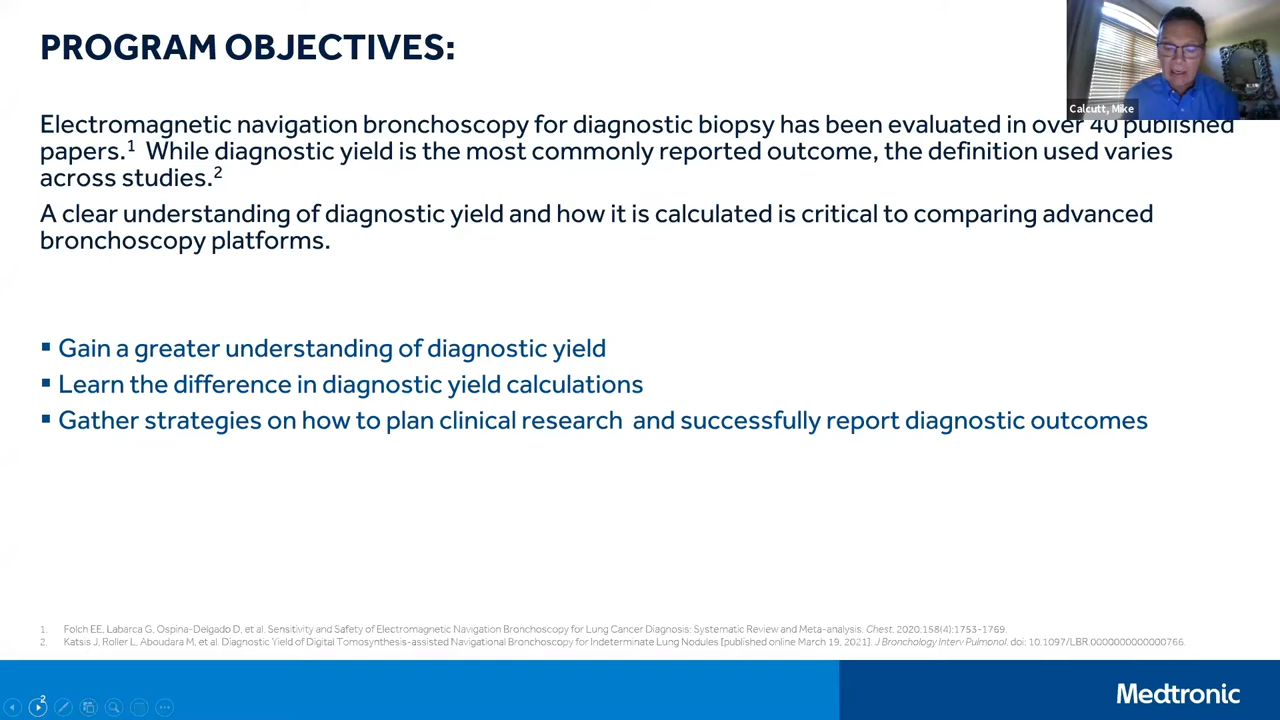 PROGRAM OBJECTIVES:
Calcutt, Mike
Electromagnetic navigation bronchoscopy for diagnostic biopsy has been evaluated in over 40 published
papers.1 While diagnostic yield is the most commonly reported outcome, the definition used varies
across studies.2
A clear understanding of diagnostic yield and how it is calculated is critical to comparing advanced
bronchoscopy platforms.
▪ Gain a greater understanding of diagnostic yield
▪ Learn the difference in diagnostic yield calculations
▪ Gather strategies on how to plan clinical research and successfully report diagnostic outcomes
1. Folch EE, Labarca G, Ospina-Delgado D, et al. Sensitivity and Safety of Electromagnetic Navigation Bronchoscopy for Lung Cancer Diagnosis: Systematic Review and Meta-analysis. Chest. 2020;158(4):1753-1769.
2. Katsis J, Roller L, Aboudara M, et al. Diagnostic Yield of Digital Tomosynthesis-assisted Navigational Bronchoscopy for Indeterminate Lung Nodules [published online March 19, 2021]. J Bronchology Interv Pulmonol. doi: 10.1097/LBR.0000000000000766.
2
Medtronic